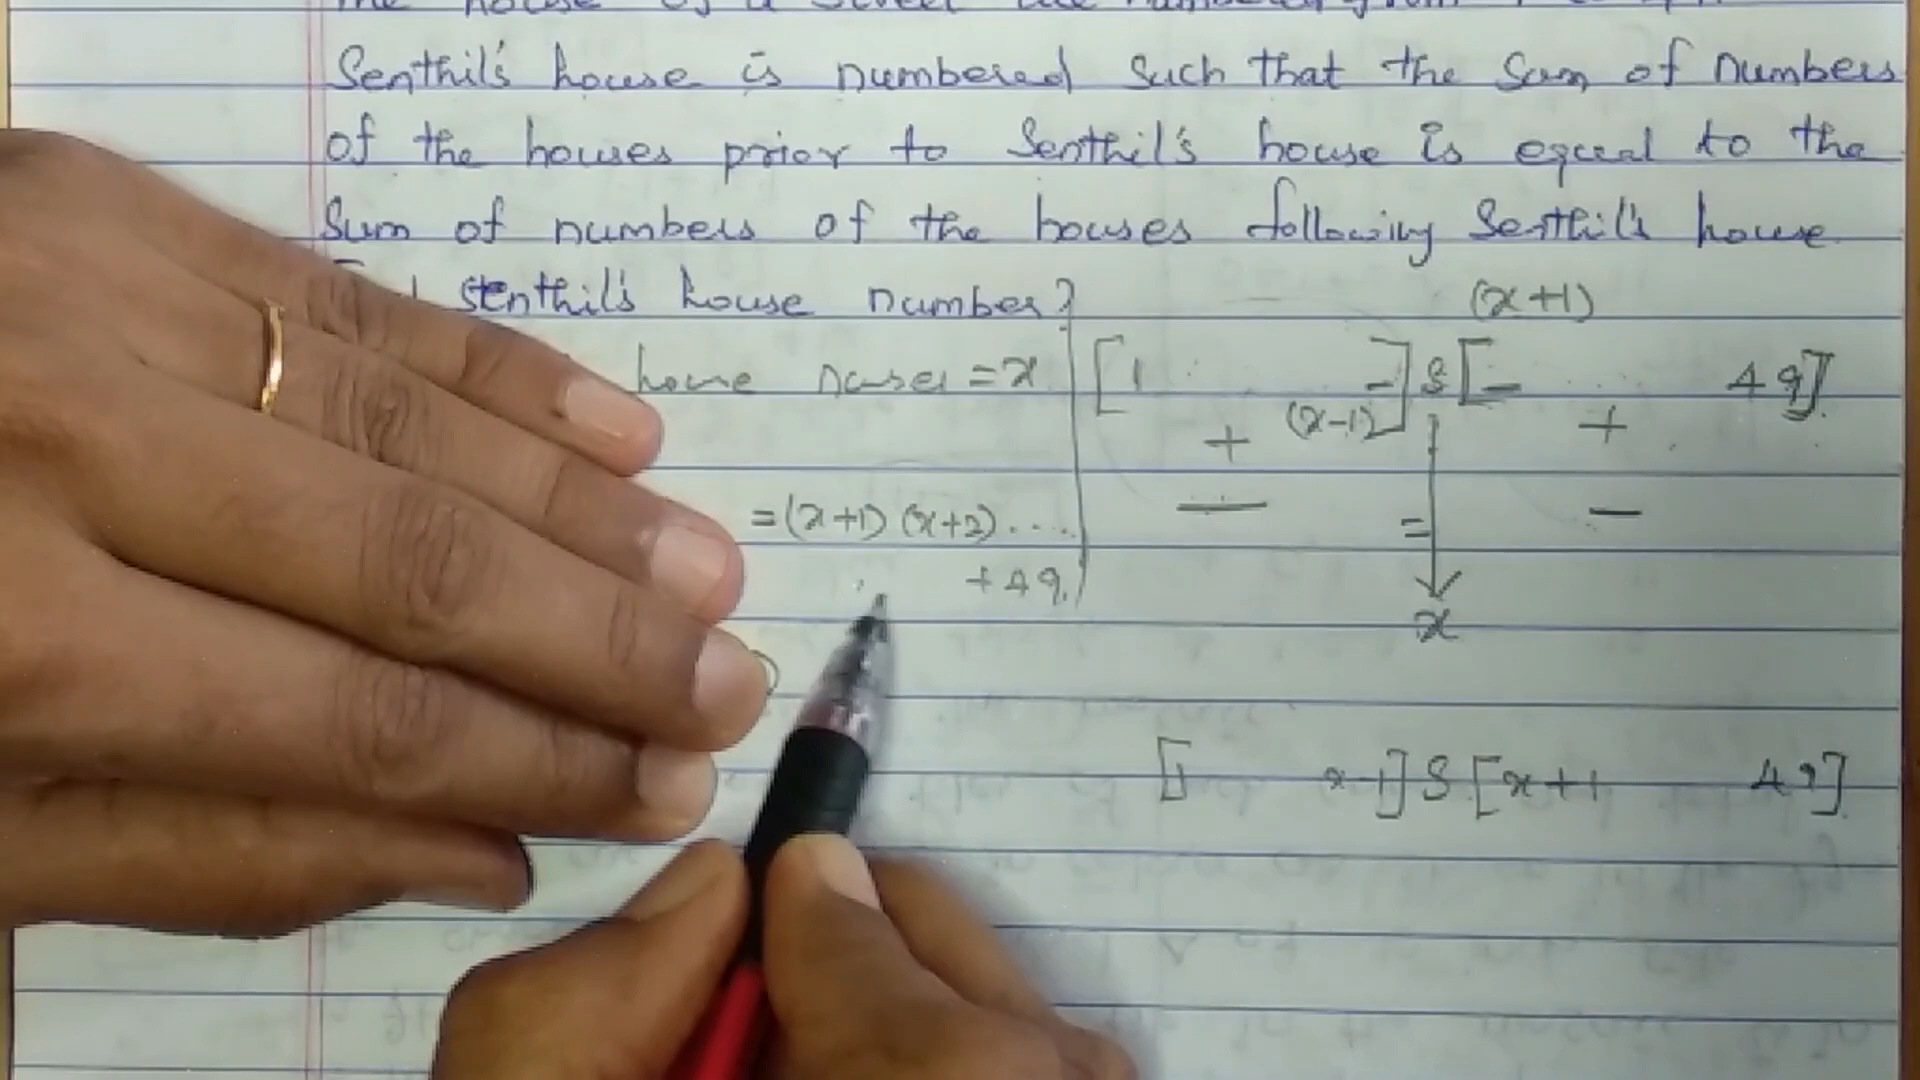 Senthil's house is numbered such that the sum of numbers
of the houses prior to Senthil's house is equal to the
sum of numbers of the houses following Senthil's house
senthil's house number?
(x+1)
house = x
[1 -] S [- 49]
(x-1)
+ +
= (x+1) (x+2) ....
— = —
+ 49
x
[1 x-1] S [x+1 49]